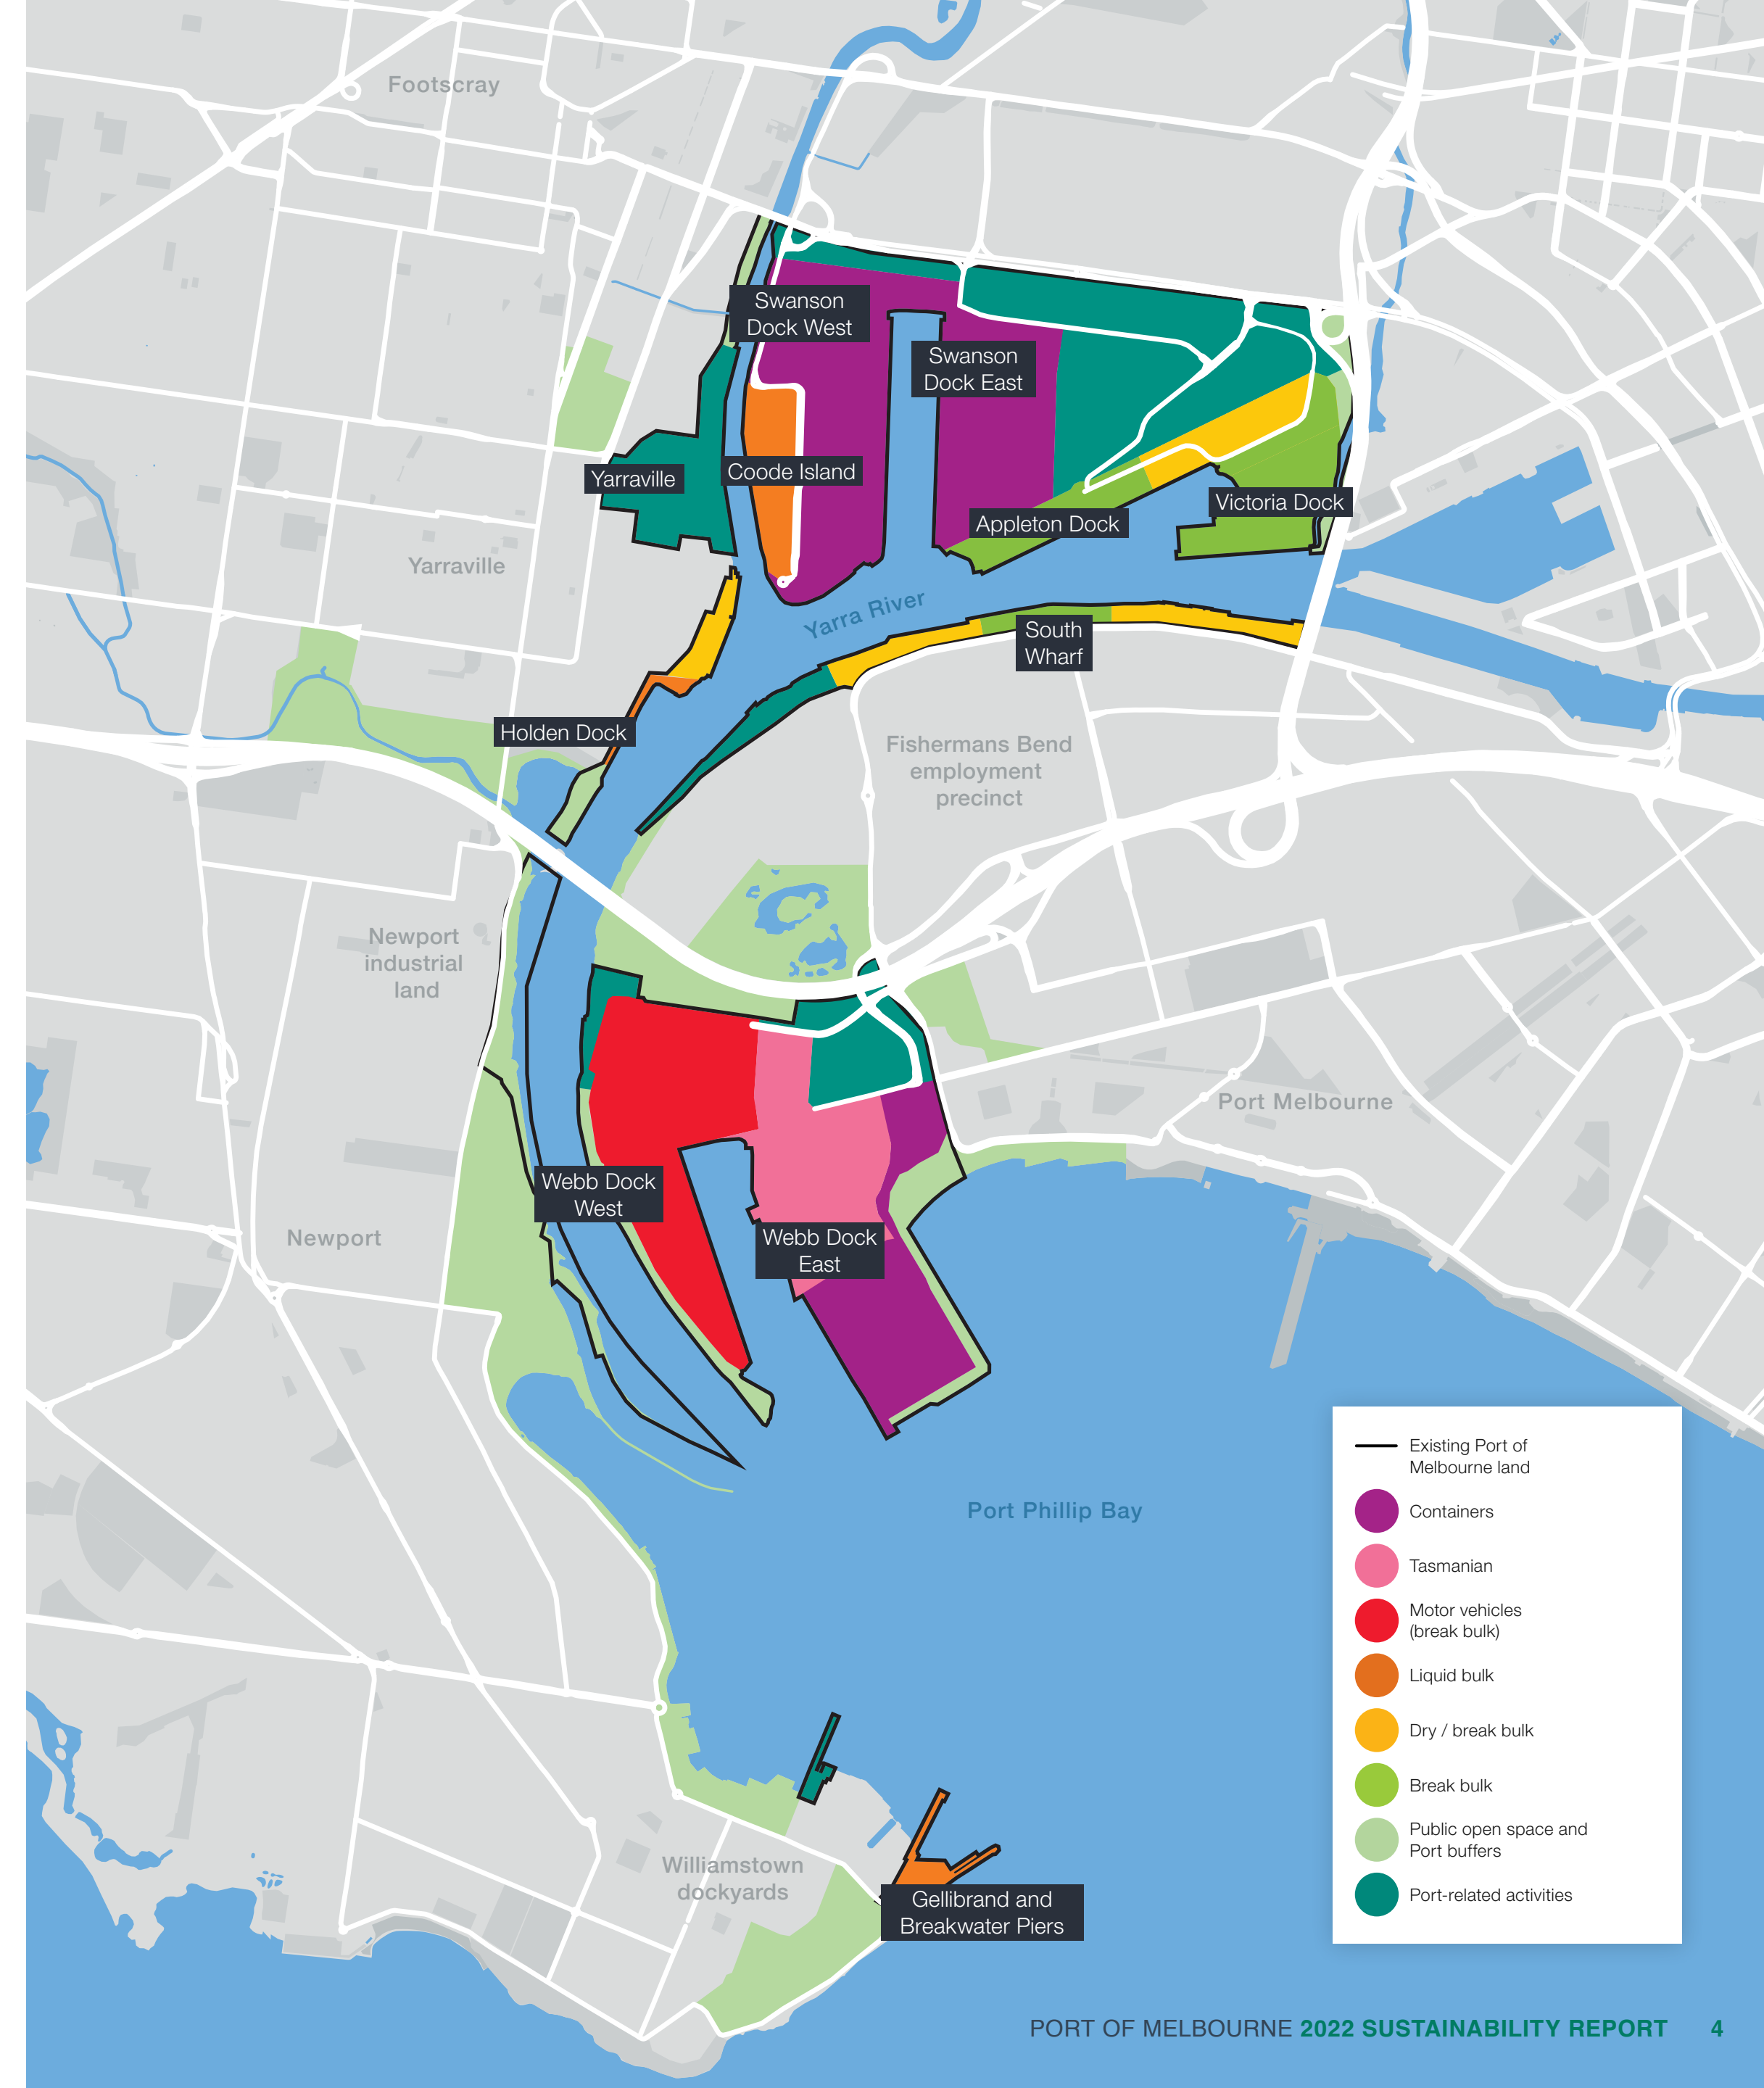 Footscray
Swanson
Dock West
Swanson
Dock East
Yarraville
Coode Island
Victoria Dock
Appleton Dock
Yarraville
Yarra River
South
Wharf
Holden Dock
Fishermans Bend
employment
precinct
Newport
industrial
land
Port Melbourne
Webb Dock
West
Newport
Webb Dock
East
Existing Port of
Melbourne land
Port Phillip Bay
Containers
Tasmanian
Motor vehicles
(break bulk)
Liquid bulk
Dry / break bulk
Break bulk
Public open space and
Port buffers
Port-related activities
Williamstown
dockyards
Gellibrand and
Breakwater Piers
PORT OF MELBOURNE 2022 SUSTAINABILITY REPORT 4